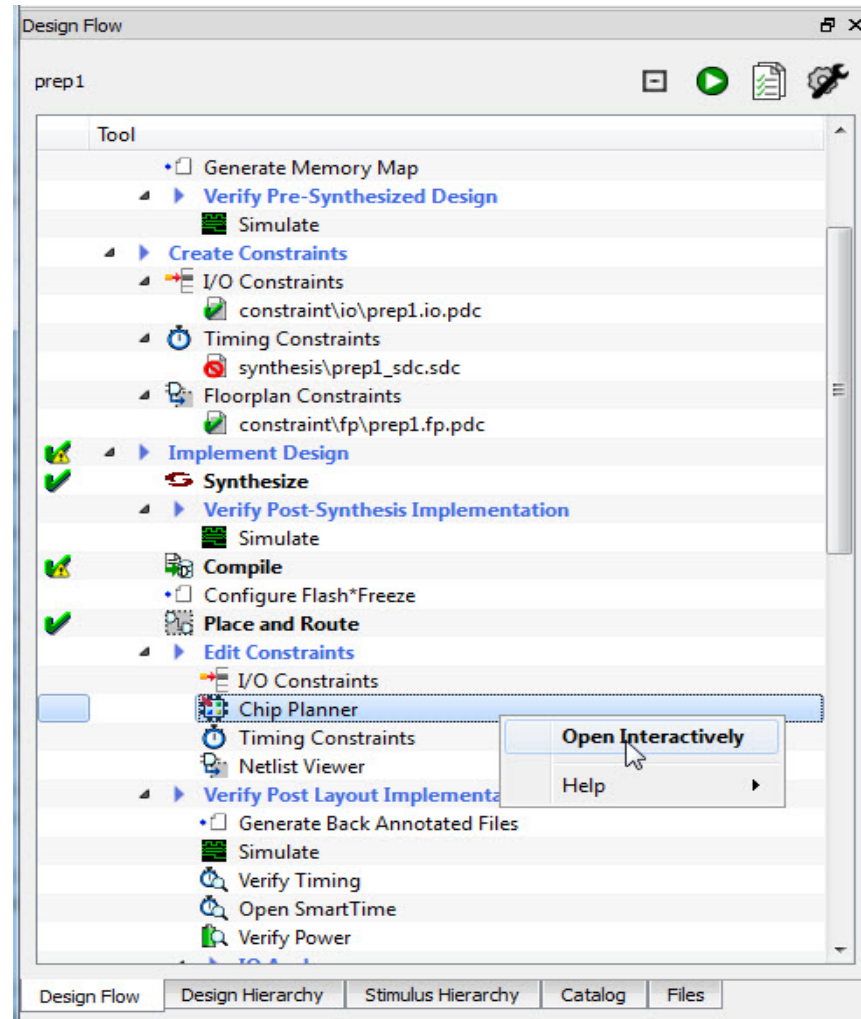 Design Flow
prep1
Tool
Generate Memory Map
Verify Pre-Synthesized Design
Simulate
Create Constraints
I/O Constraints
constraint\io\prep1.io.pdc
Timing Constraints
synthesis\prep1_sdc.sdc
Floorplan Constraints
constraint\fp\prep1.fp.pdc
Implement Design
Synthesize
Verify Post-Synthesis Implementation
Simulate
Compile
Configure Flash*Freeze
Place and Route
Edit Constraints
I/O Constraints
Chip Planner
Timing Constraints
Open Interactively
Netlist Viewer
Help
Verify Post Layout Implementa
Generate Back Annotated Files
Simulate
Verify Timing
Open SmartTime
Verify Power
Design Flow Design Hierarchy Stimulus Hierarchy Catalog Files